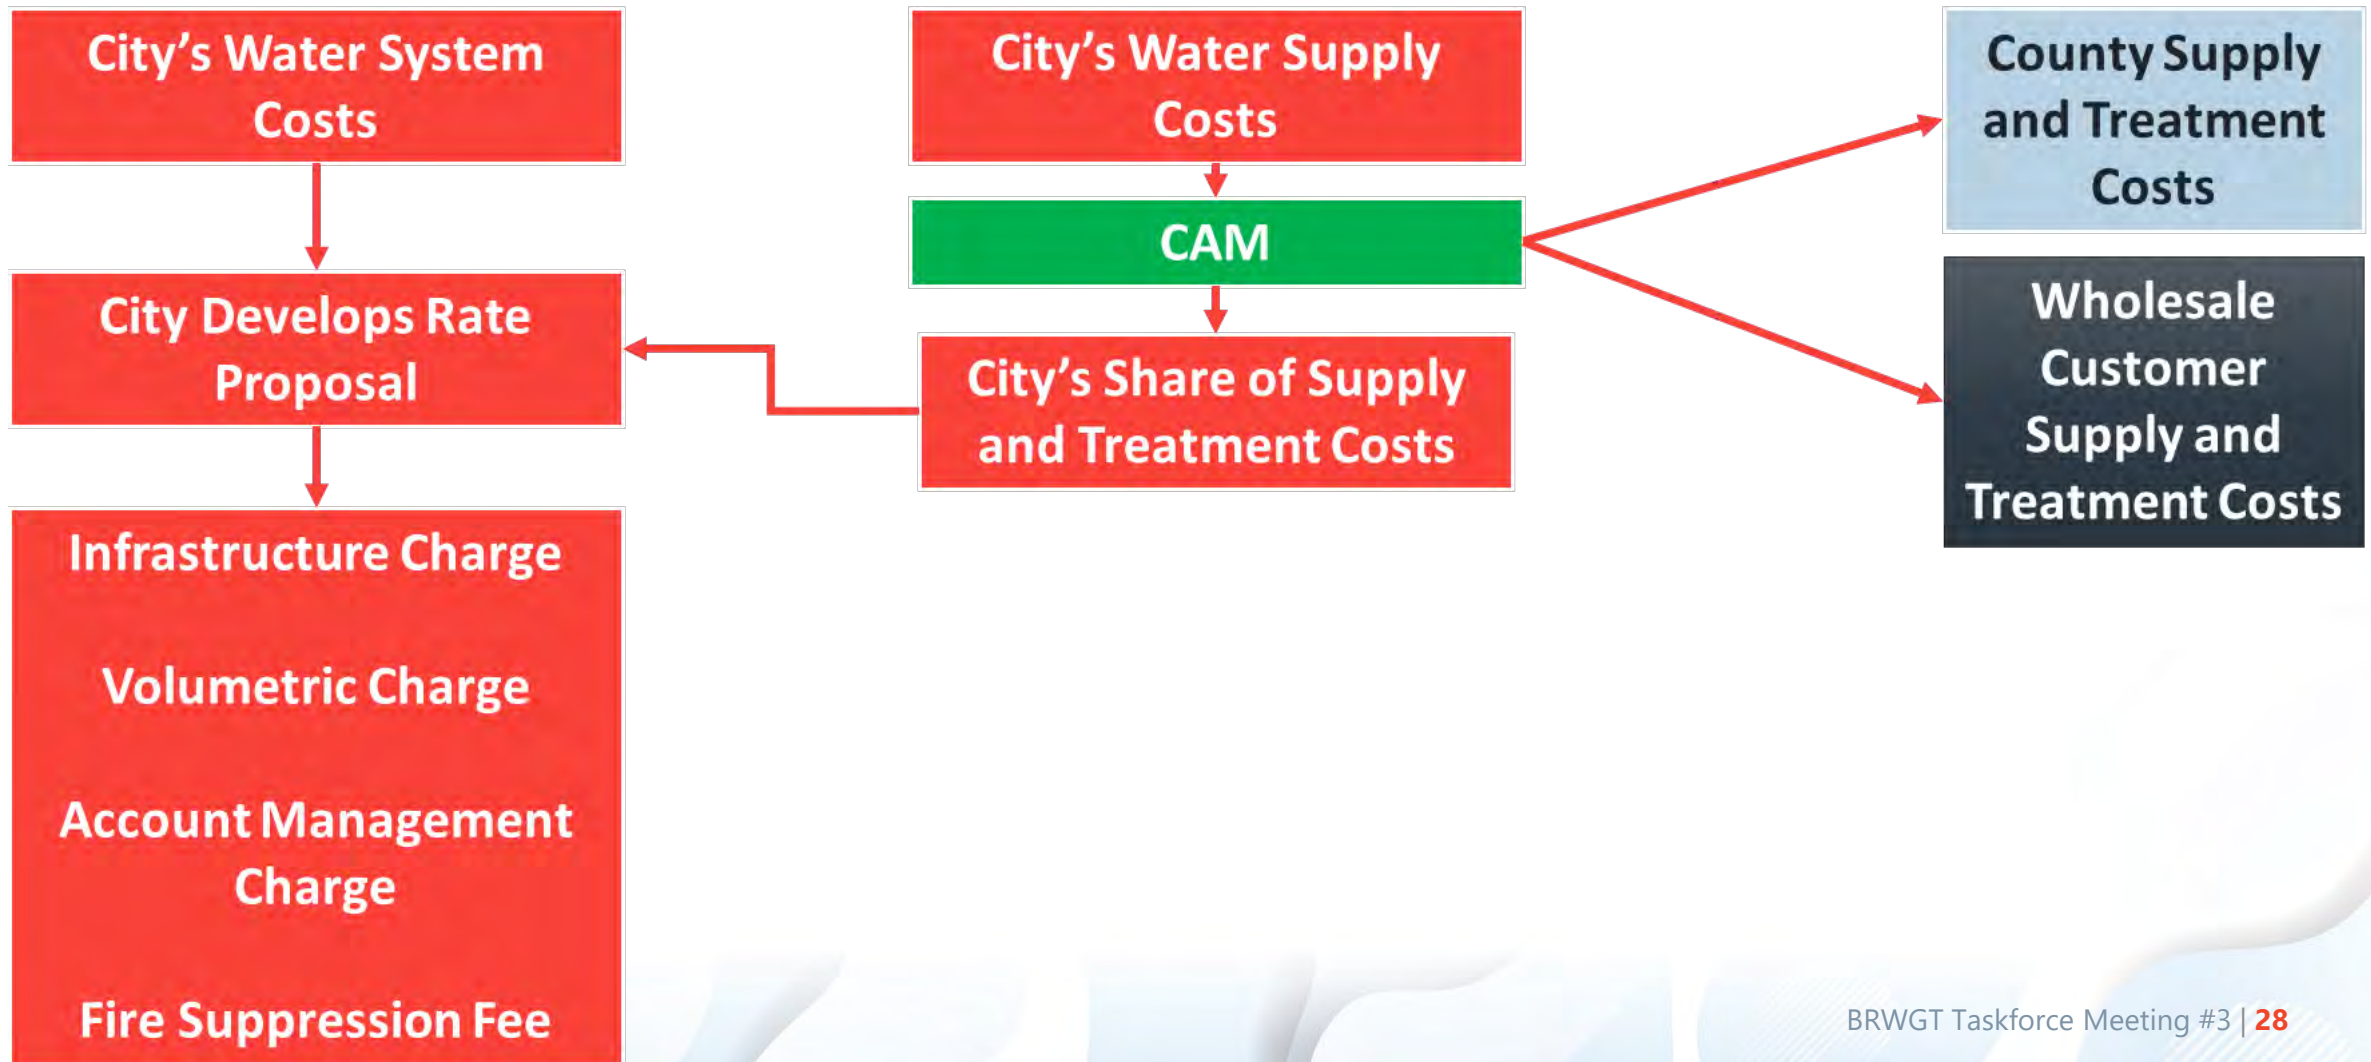 City's Water System
Costs
City Develops Rate
Proposal
Infrastructure Charge
Volumetric Charge
Account Management
Charge
Fire Suppression Fee
City's Water Supply
Costs
CAM
City's Share of Supply
and Treatment Costs
County Supply
and Treatment
Costs
Wholesale
Customer
Supply and
Treatment Costs
BRWGT Taskforce Meeting #3 | 28